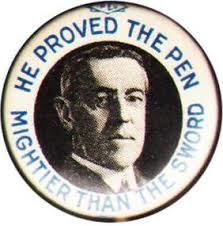 HE PROVED THE PEN
MIGHTIER THAN THE SWORD